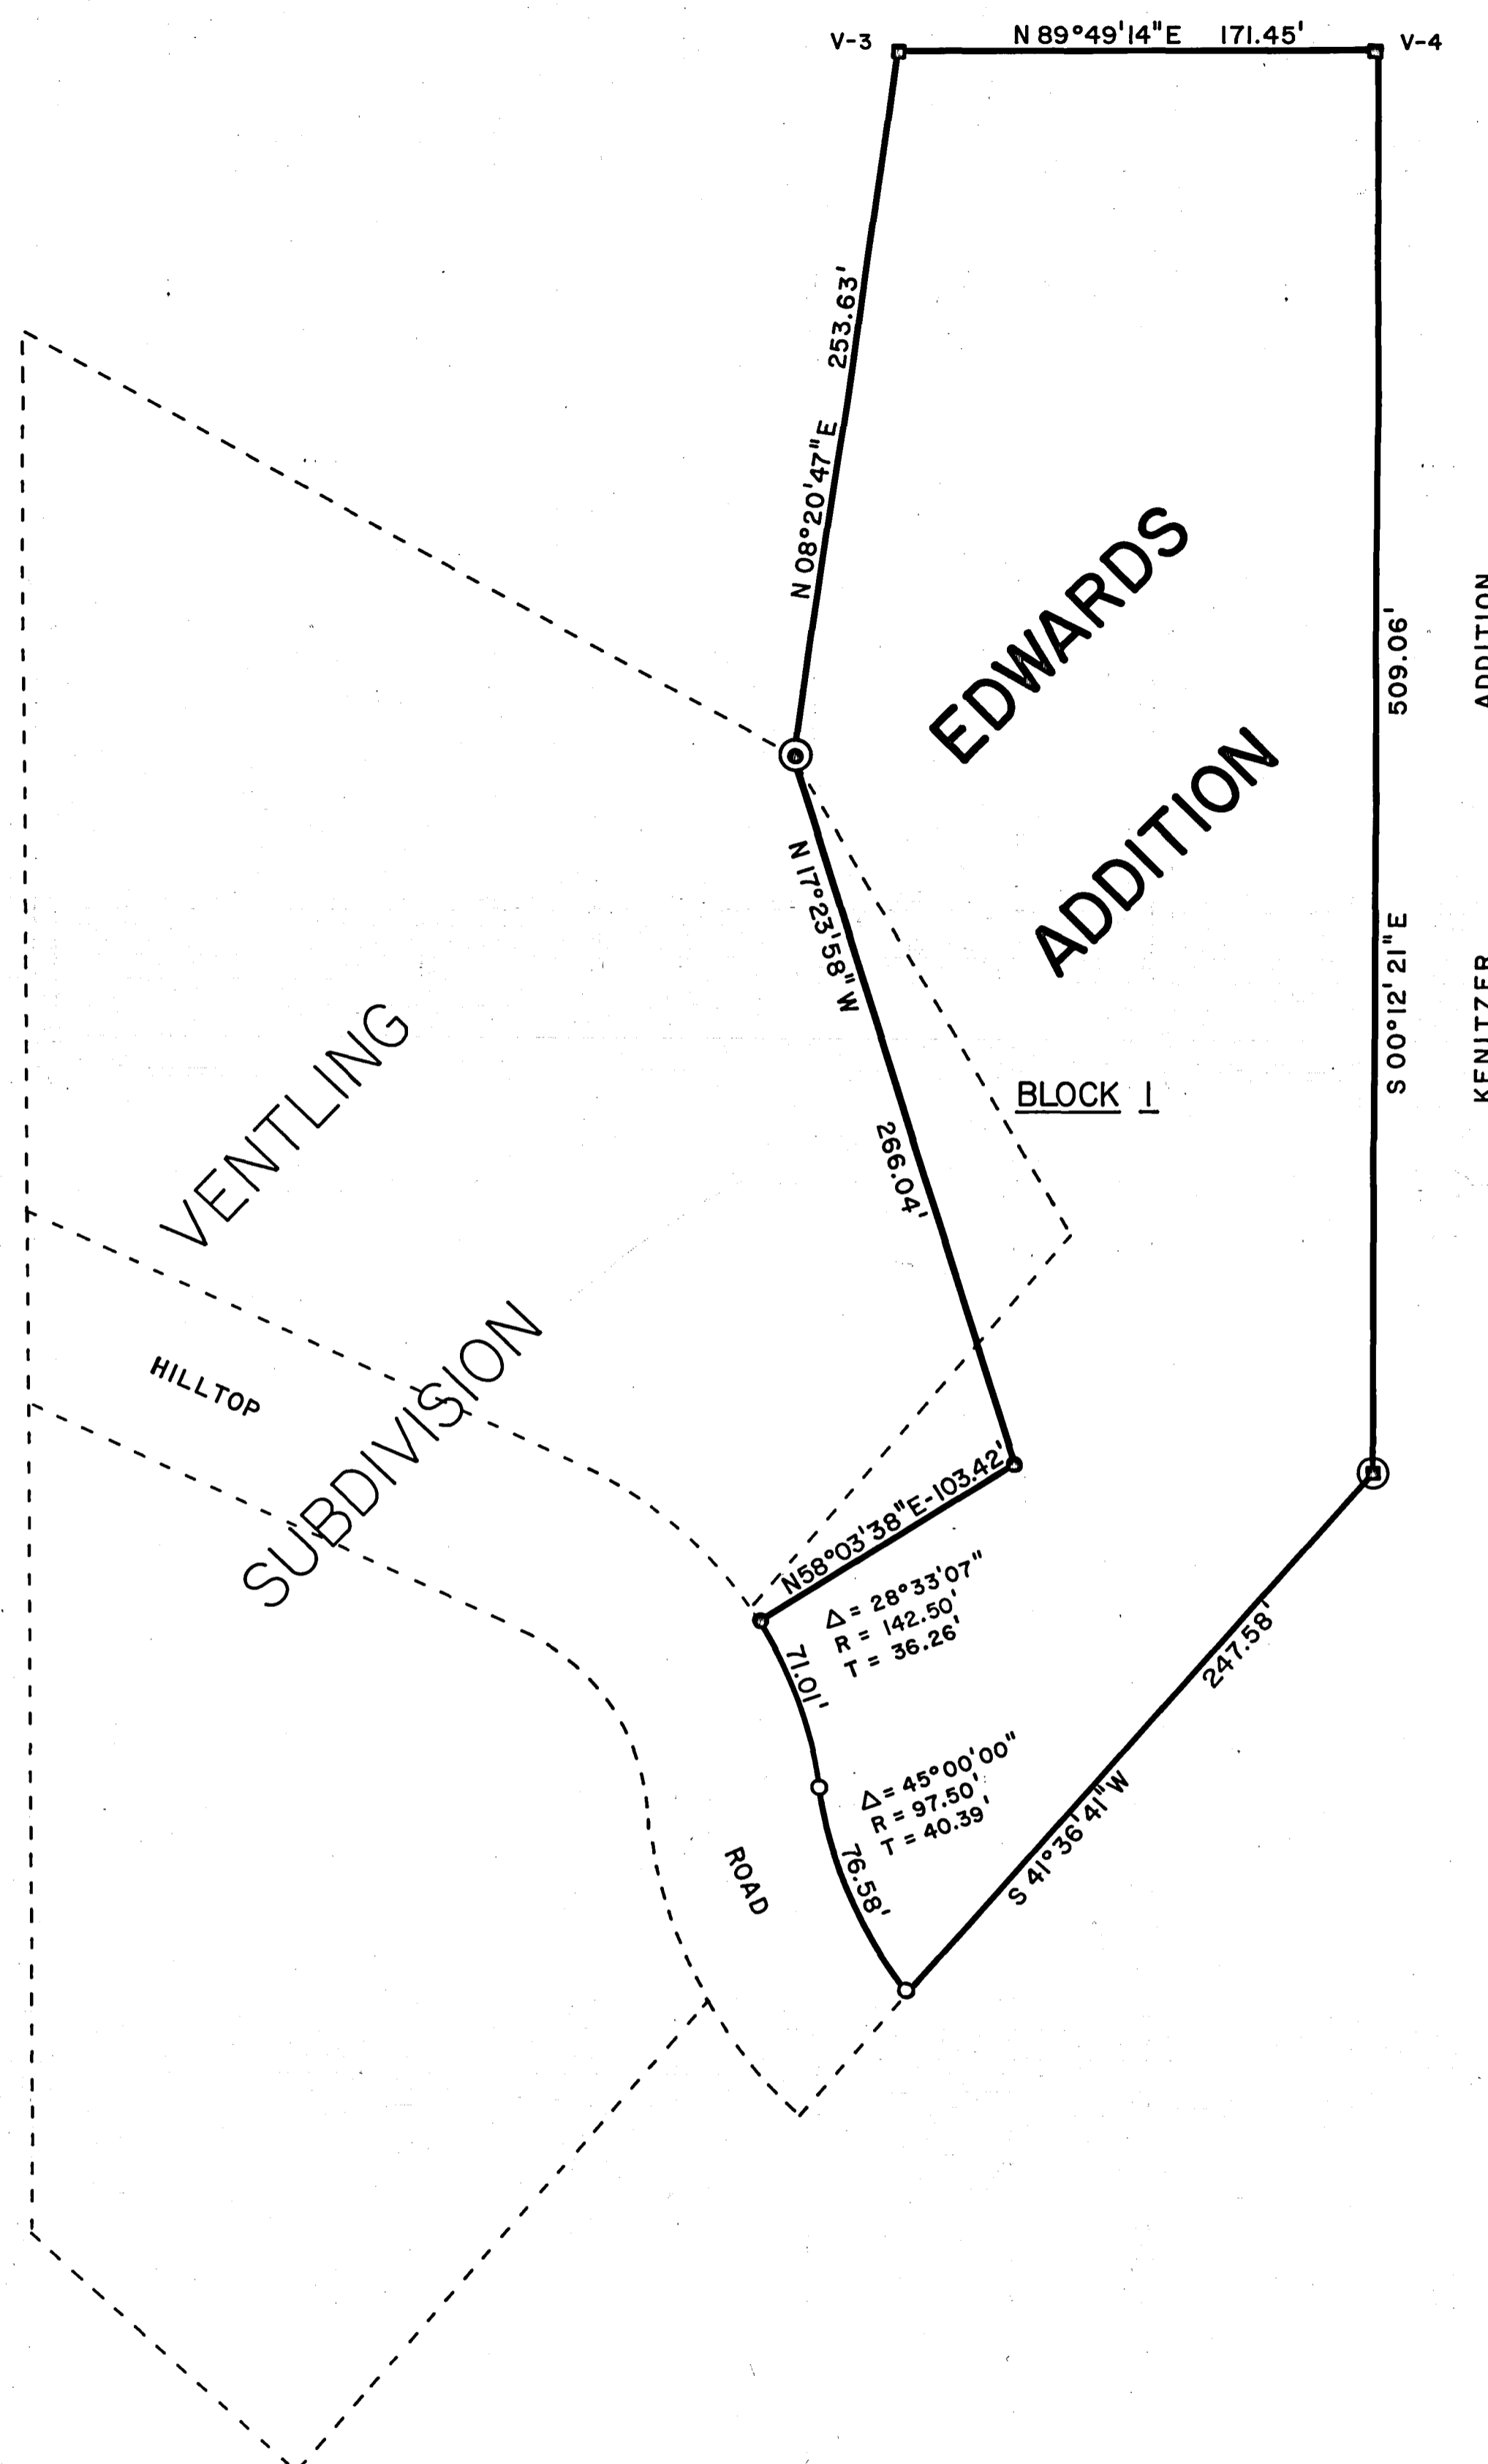 V-3
N 89°49'14"E 171.45'
V-4
253.63'
N 08°20'47"E
EDWARDS
ADDITION
509.06'
S 00°12'21"E
ADDITION
KENITZER
N 17°23'58" W
266.04'
BLOCK 1
VENTLING
SUBDIVISION
HILLTOP
N58°03'38"E-103.42'
Δ= 28°33'07"
R = 142.50'
T = 36.26'
71.01'
247.58'
S 41°36'41"W
Δ= 45°00'00"
R = 97.50'
T = 40.39'
76.58'
ROAD